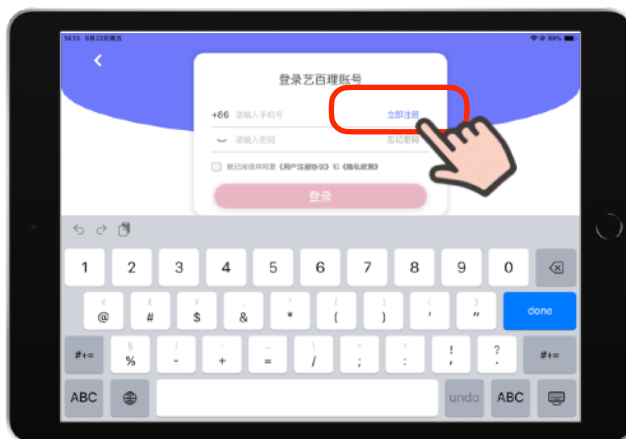 登录艺百理账号
+86 请输入手机号 立即注册
请输入密码 忘记密码
我已阅读并同意《用户注册协议》和《隐私政策》
登录
1 2 3 4 5 6 7 8 9 0
€ £ ¥ _ ^ [ ] { }
@ # $ & * ( ) ' "
§ | ~ … \ < > ! ?
#+= % - + = / ; : , . #+=
done
ABC undo ABC